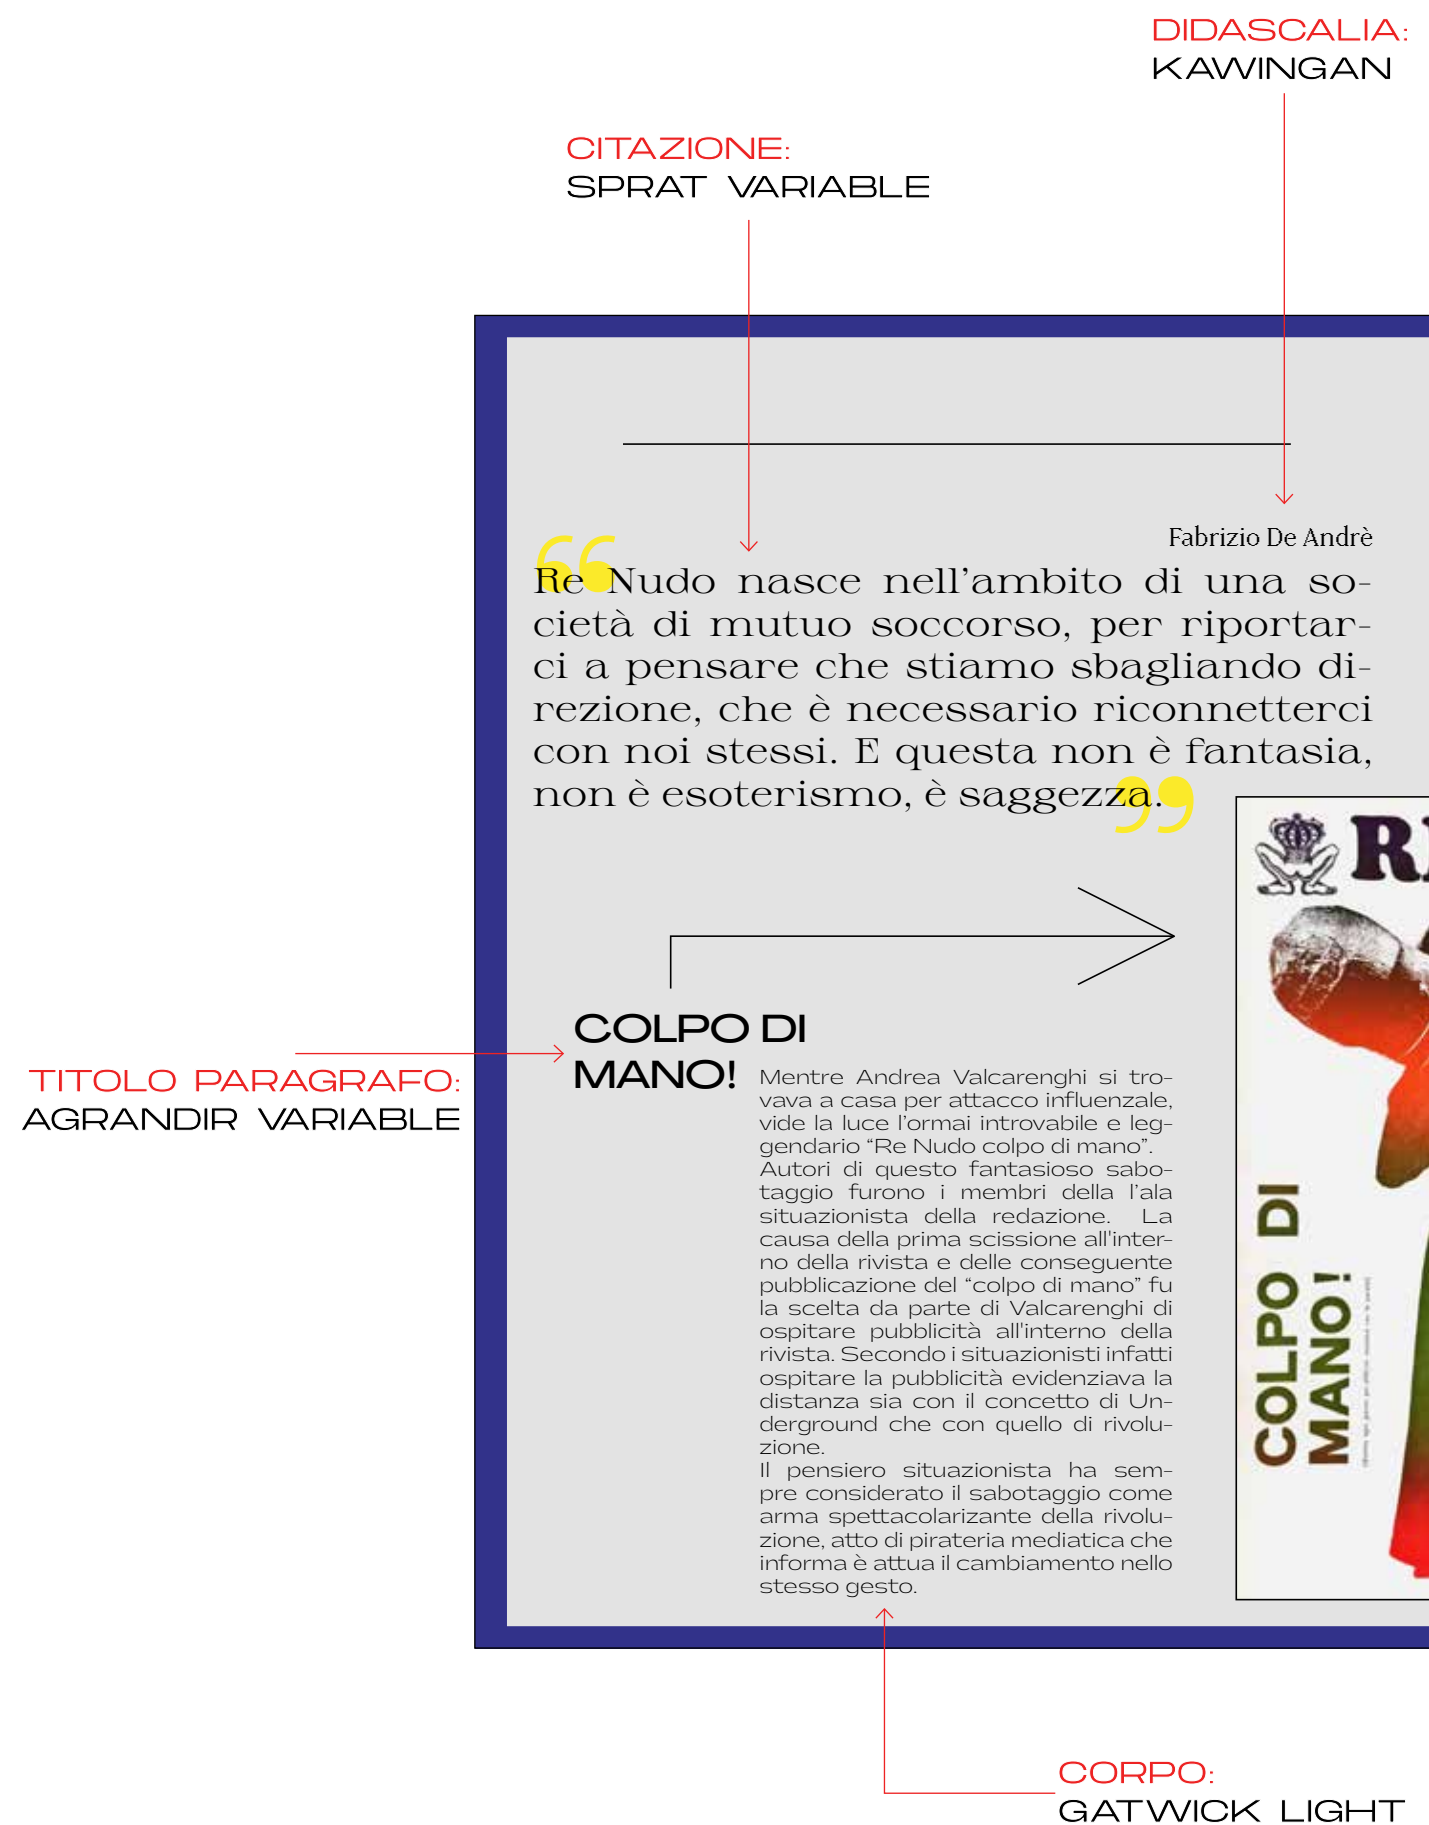 DIDASCALIA:
KAWINGAN
CITAZIONE:
SPRAT VARIABLE
Fabrizio De Andrè
“
Re Nudo nasce nell’ambito di una so-
cietà di mutuo soccorso, per riportar-
ci a pensare che stiamo sbagliando di-
rezione, che è necessario riconnetterci
con noi stessi. E questa non è fantasia,
non è esoterismo, è saggezza.
”
COLPO DI
MANO!
TITOLO PARAGRAFO:
AGRANDIR VARIABLE
Mentre Andrea Valcarenghi si tro-
vava a casa per attacco influenzale,
vide la luce l’ormai introvabile e leg-
gendario “Re Nudo colpo di mano”.
Autori di questo fantasioso sabo-
taggio furono i membri della l’ala
situazionista della redazione. La
causa della prima scissione all'inter-
no della rivista e delle conseguente
pubblicazione del “colpo di mano” fu
la scelta da parte di Valcarenghi di
ospitare pubblicità all'interno della
rivista. Secondo i situazionisti infatti
ospitare la pubblicità evidenziava la
distanza sia con il concetto di Un-
derground che con quello di rivolu-
zione.
Il pensiero situazionista ha sem-
pre considerato il sabotaggio come
arma spettacolarizante della rivolu-
zione, atto di pirateria mediatica che
informa è attua il cambiamento nello
stesso gesto.
R
COLPO DI
MANO!
CORPO:
GATWICK LIGHT